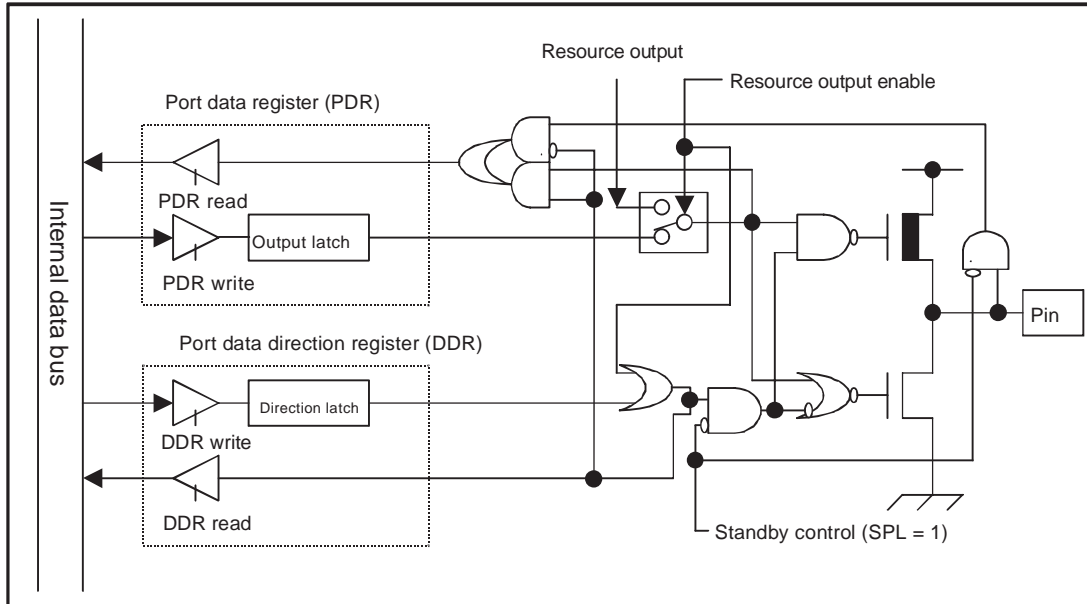 Resource output
Resource output enable
Port data register (PDR)
PDR read
Output latch
PDR write
Internal data bus
Pin
Port data direction register (DDR)
Direction latch
DDR write
DDR read
Standby control (SPL = 1)